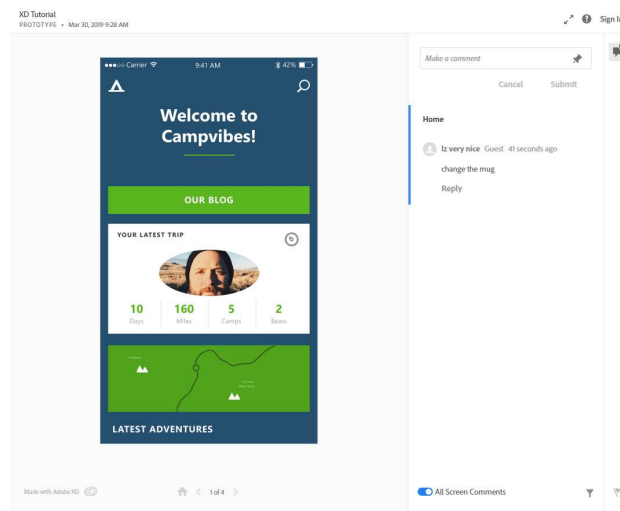 XD Tutorial
PROTOTYPE • Mar 30, 2019 9:28 AM
Sign In
Carrier
9:41 AM
42%
Welcome to
Campvibes!
OUR BLOG
YOUR LATEST TRIP
10 160 5 2
Days Miles Camps Bears
LATEST ADVENTURES
Made with Adobe XD
1 of 4
Make a comment
Cancel Submit
Home
Iz very nice Guest 41 seconds ago
change the mug
Reply
All Screen Comments